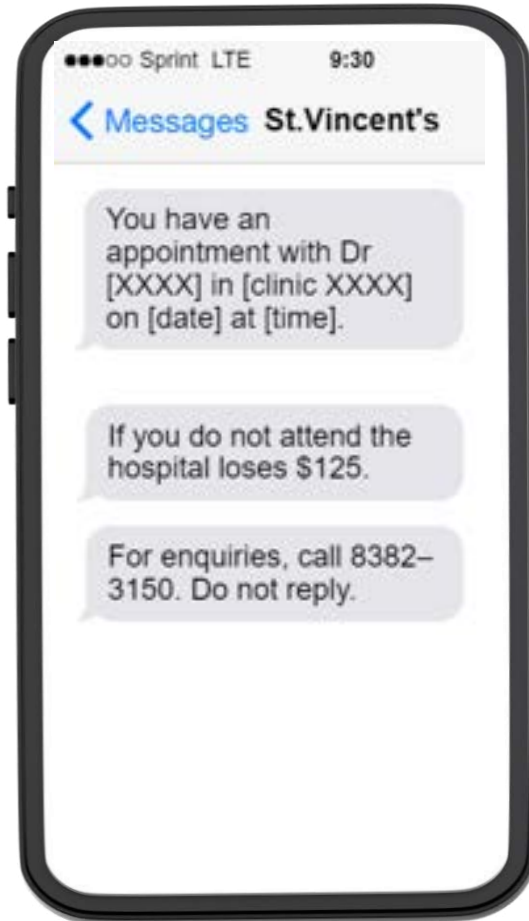 Sprint LTE 9:30
Messages St.Vincent's
You have an
appointment with Dr
[XXXX] in [clinic XXXX]
on [date] at [time].
If you do not attend the
hospital loses $125.
For enquiries, call 8382–
3150. Do not reply.